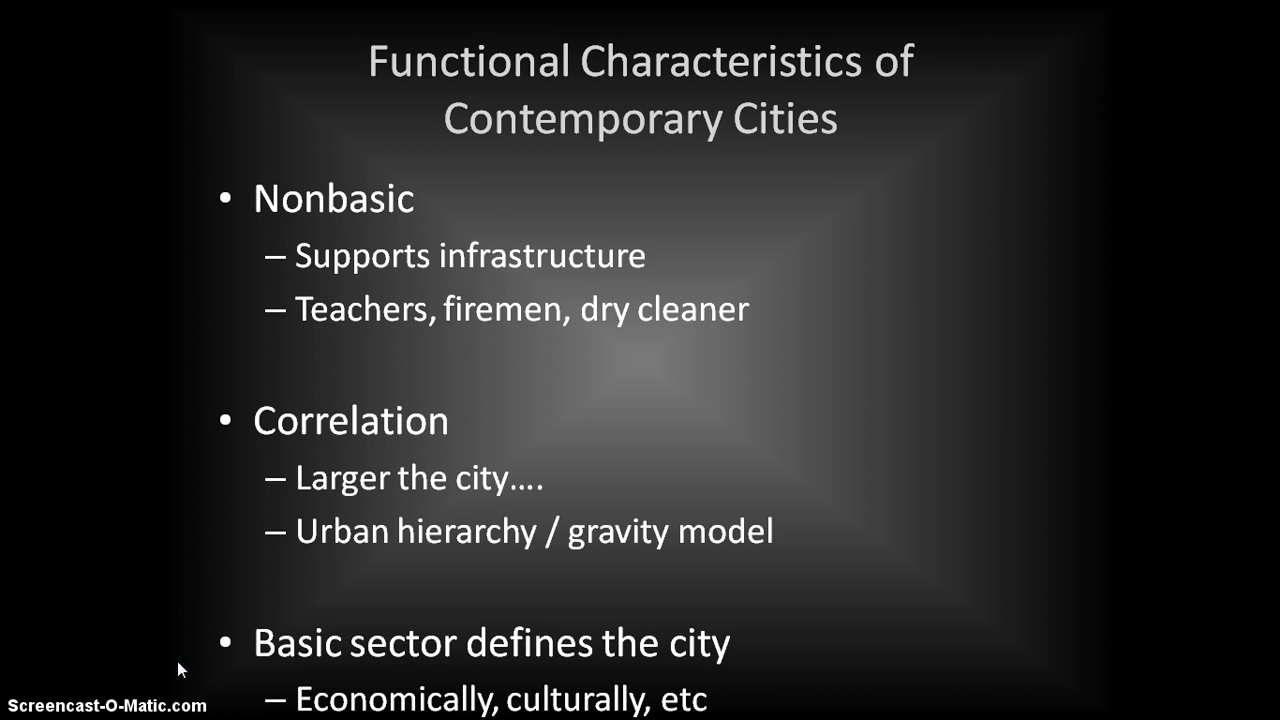 Functional Characteristics of
Contemporary Cities
• Nonbasic
– Supports infrastructure
– Teachers, firemen, dry cleaner
• Correlation
– Larger the city....
– Urban hierarchy / gravity model
• Basic sector defines the city
– Economically, culturally, etc
Screencast-O-Matic.com